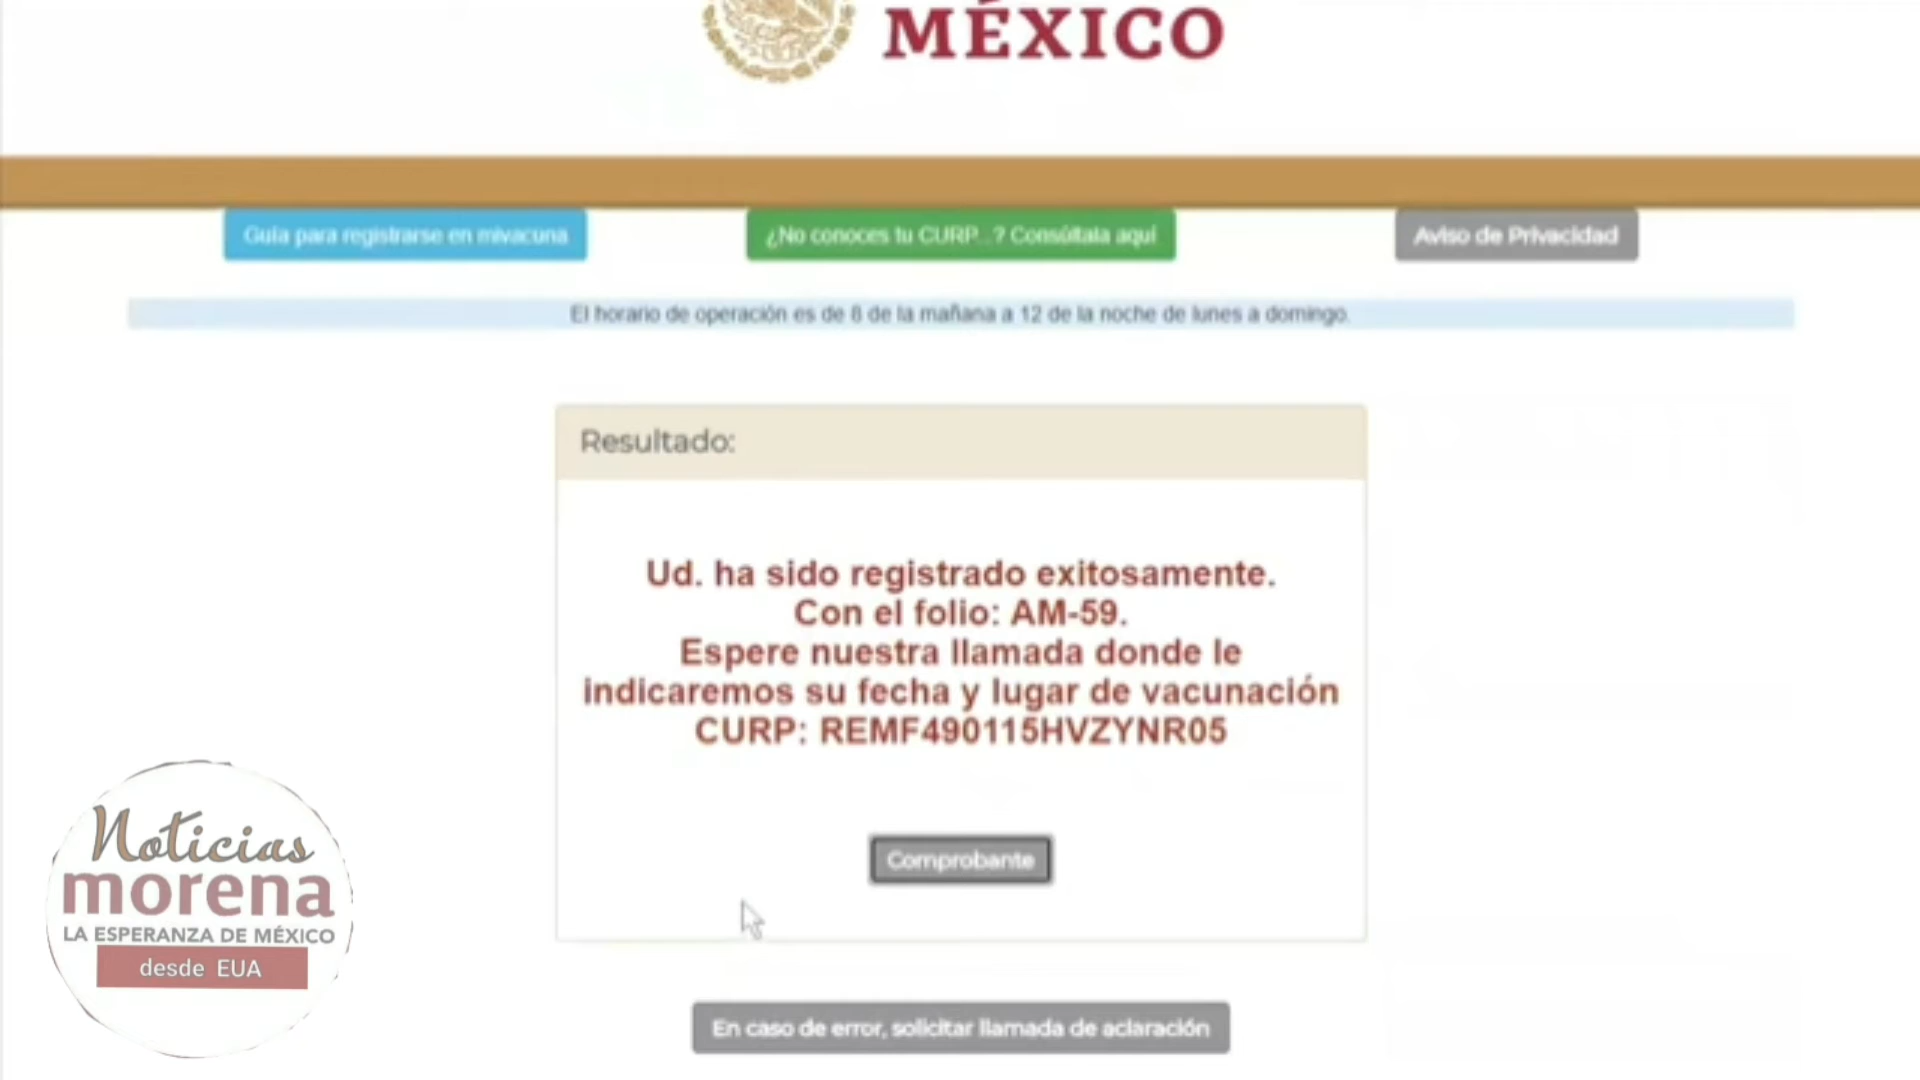 MÉXICO
Guía para registrarse en mivacuna
¿No conoces tu CURP...? Consúltala aquí
Aviso de Privacidad
El horario de operación es de 8 de la mañana a 12 de la noche de lunes a domingo.
Resultado:
Ud. ha sido registrado exitosamente.
Con el folio: AM-59.
Espere nuestra llamada donde le
indicaremos su fecha y lugar de vacunación
CURP: REMF490115HVZYNR05
Comprobante
En caso de error, solicitar llamada de aclaración
Noticias
morena
LA ESPERANZA DE MÉXICO
desde EUA